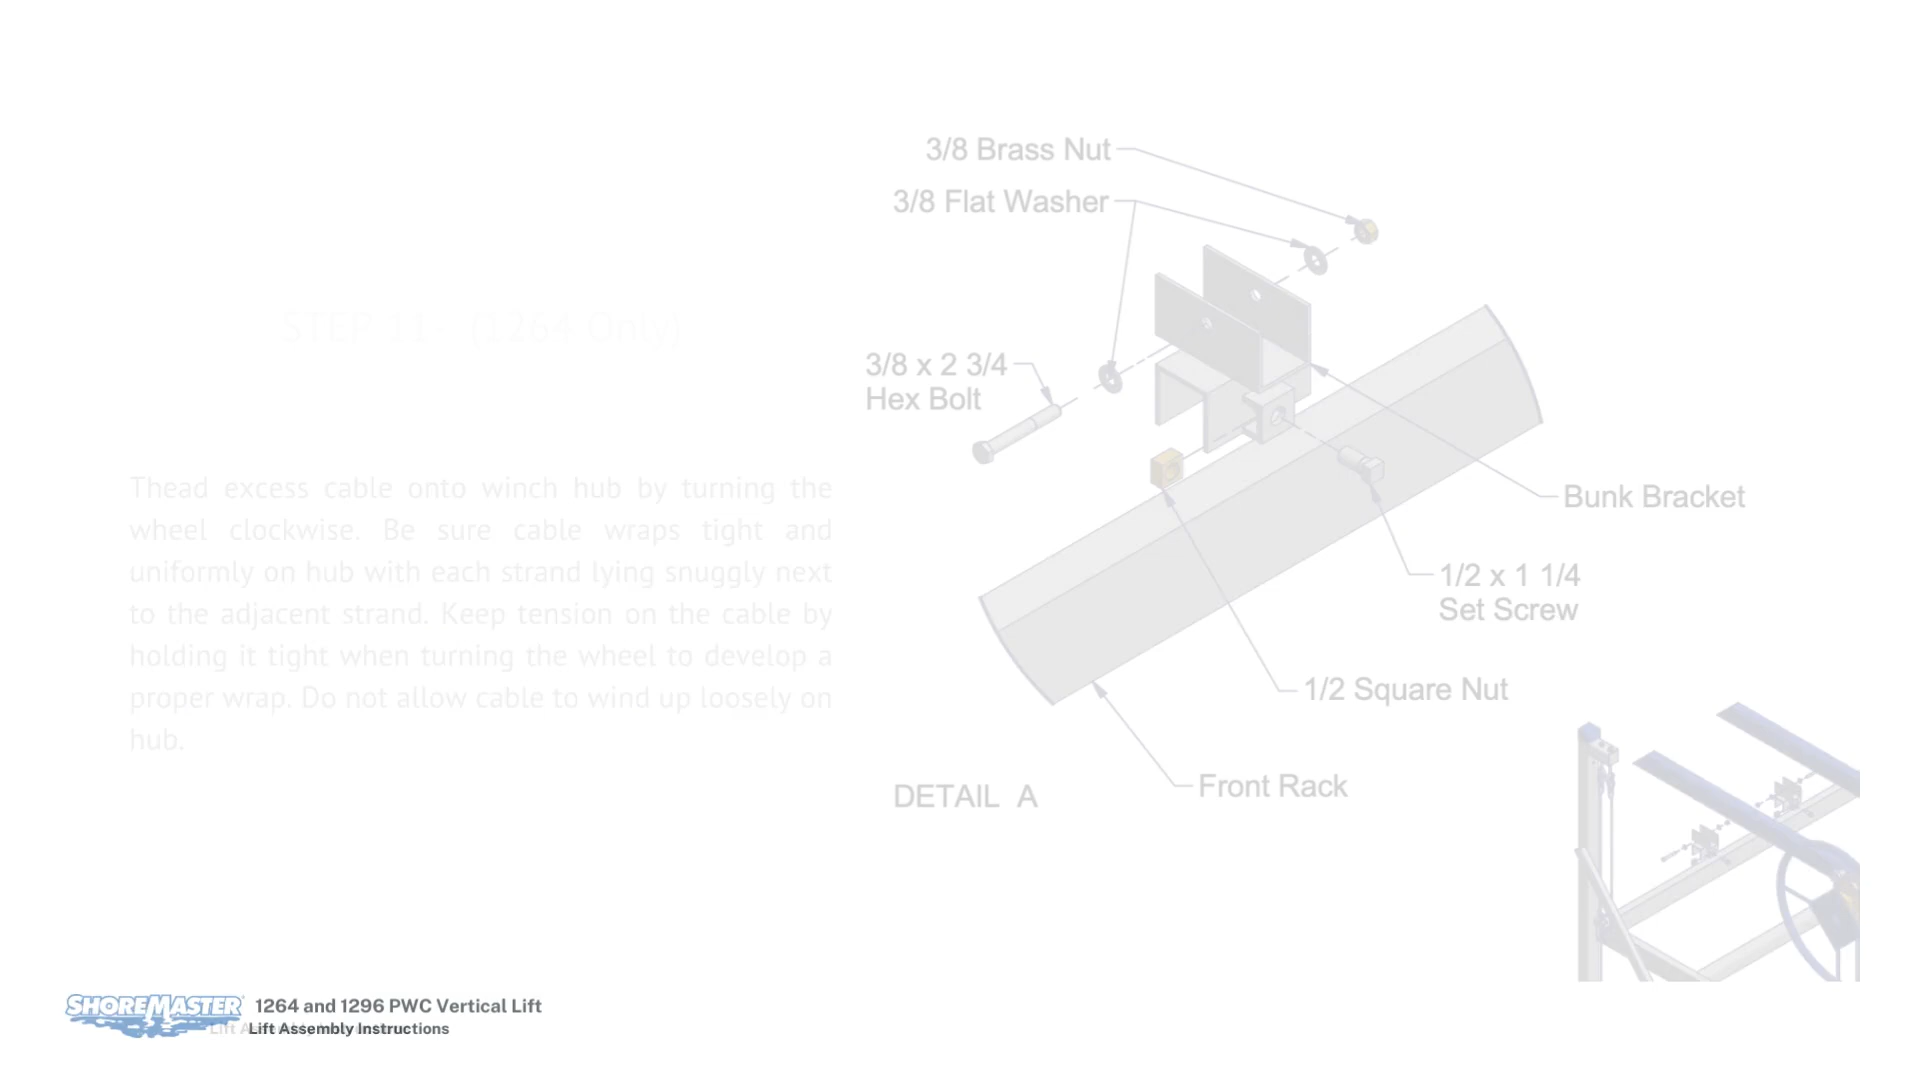 3/8 Brass Nut
3/8 Flat Washer
STEP 11- (1264 Only)
3/8 x 2 3/4
Hex Bolt
Thead excess cable onto winch hub by turning the
wheel clockwise. Be sure cable wraps tight and
uniformly on hub with each strand lying snuggly next
to the adjacent strand. Keep tension on the cable by
holding it tight when turning the wheel to develop a
proper wrap. Do not allow cable to wind up loosely on
hub.
Bunk Bracket
1/2 x 1 1/4
Set Screw
1/2 Square Nut
Front Rack
DETAIL A
SHOREMASTER
1264 and 1296 PWC Vertical Lift
Lift Assembly Instructions